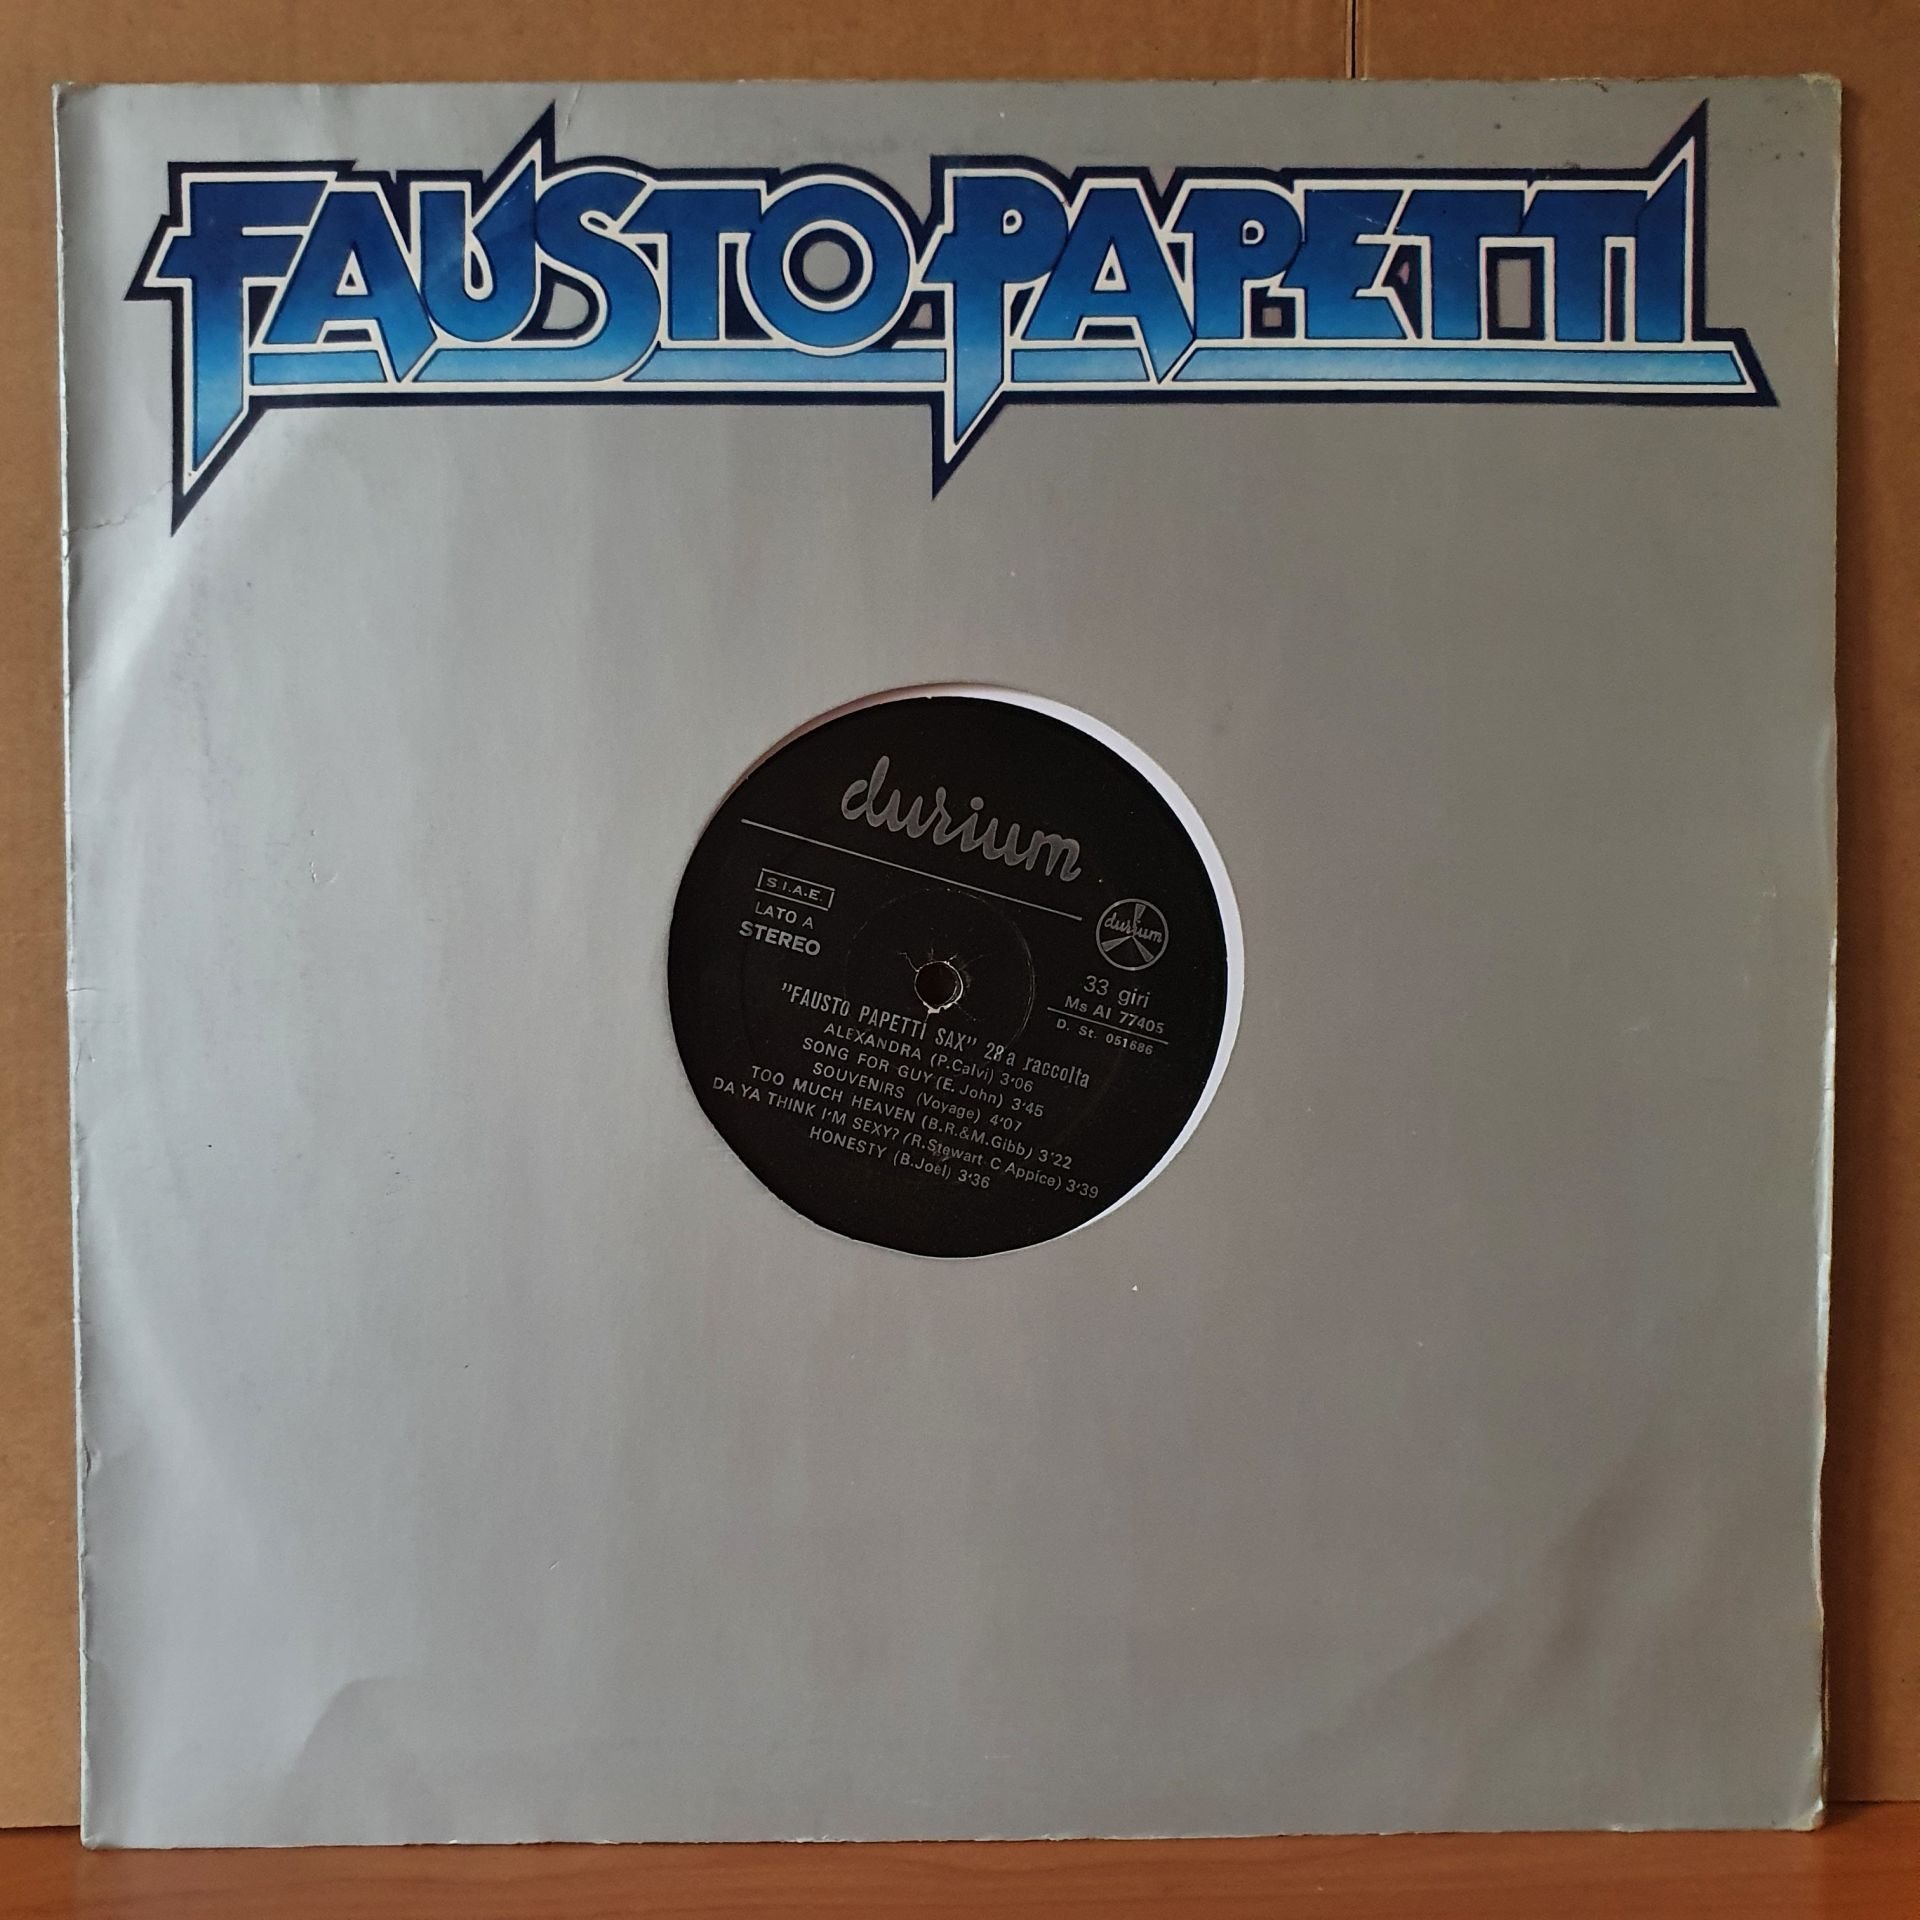 FAUSTO PAPETTI
durium
S.I.A.E.
LATO A
STEREO
durium
33 giri
Ms AI 77405
D. St. 051686
"FAUSTO PAPETTI SAX" 28a raccolta
ALEXANDRA (P.Calvi) 3'06
SONG FOR GUY (E. John) 3'45
SOUVENIRS (Voyage) 4'07
TOO MUCH HEAVEN (B.R.&M.Gibb) 3'22
DA YA THINK I'M SEXY? (R.Stewart C Appice) 3'39
HONESTY (B.Joel) 3'36